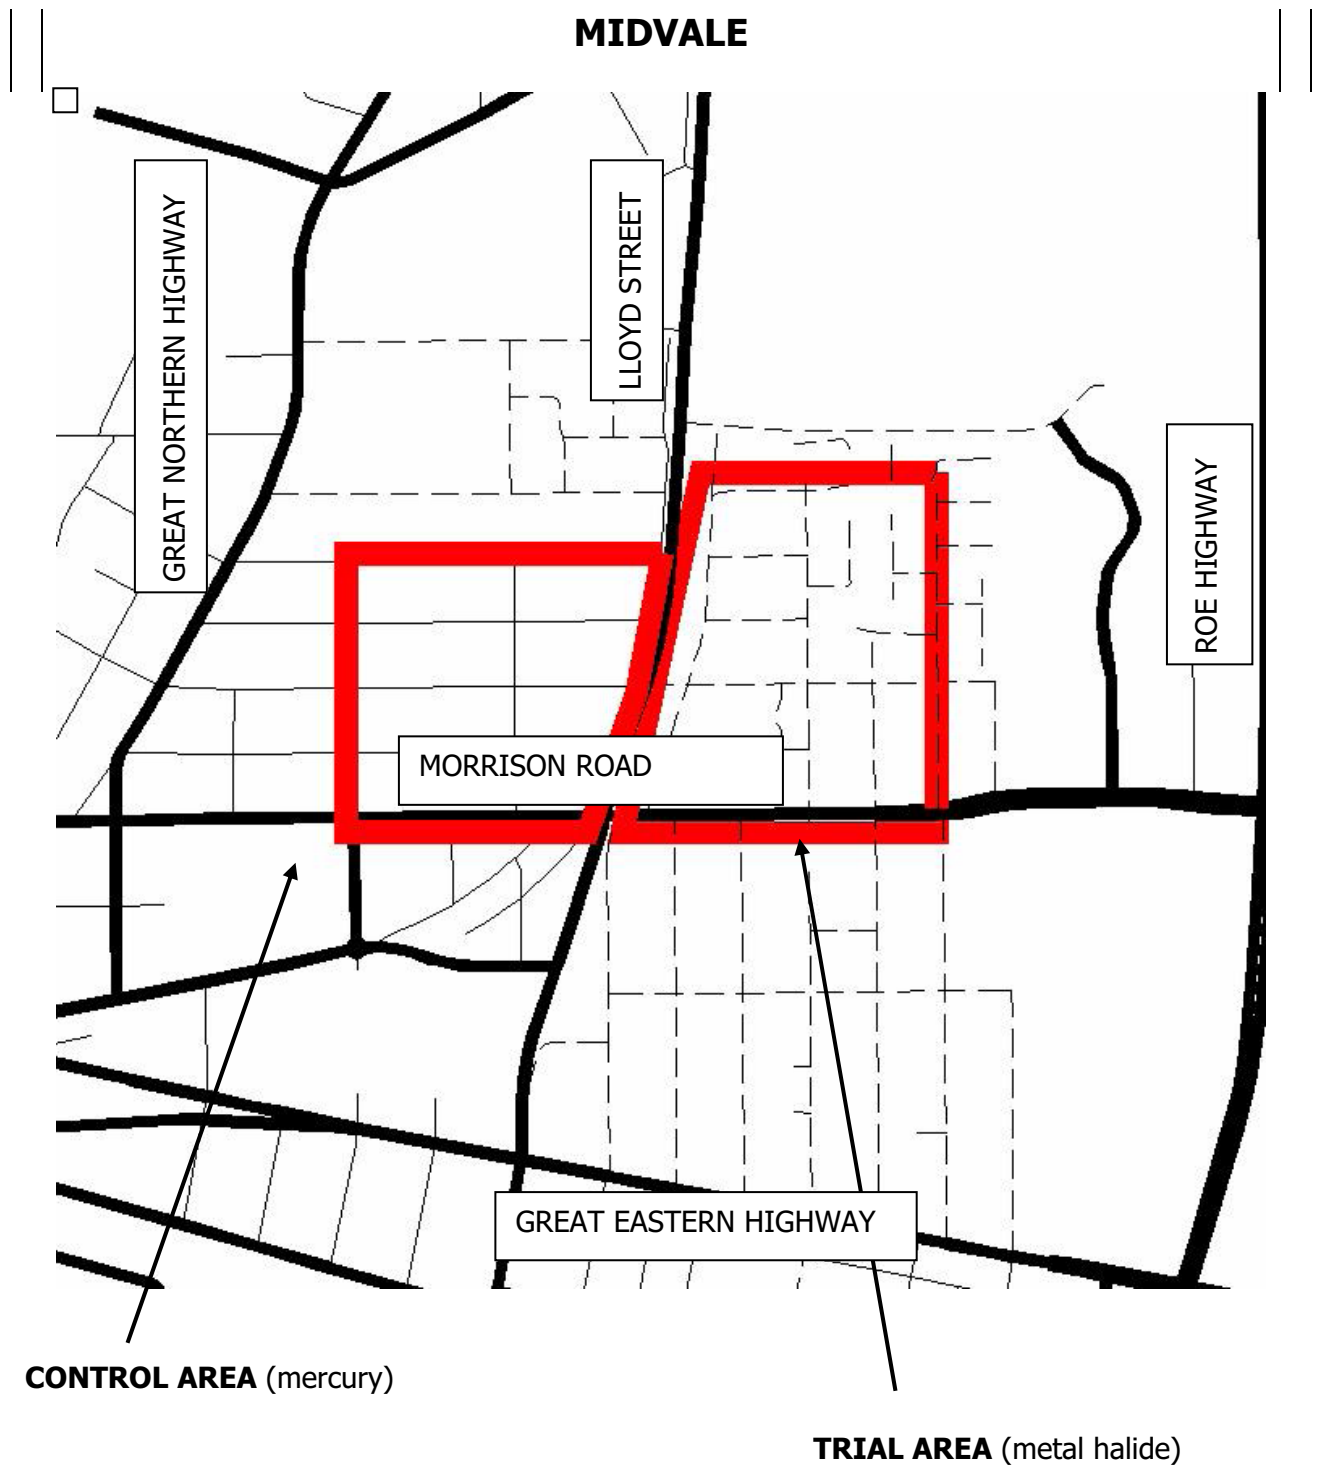 MIDVALE
GREAT NORTHERN HIGHWAY
LLOYD STREET
ROE HIGHWAY
MORRISON ROAD
GREAT EASTERN HIGHWAY
CONTROL AREA (mercury)
TRIAL AREA (metal halide)